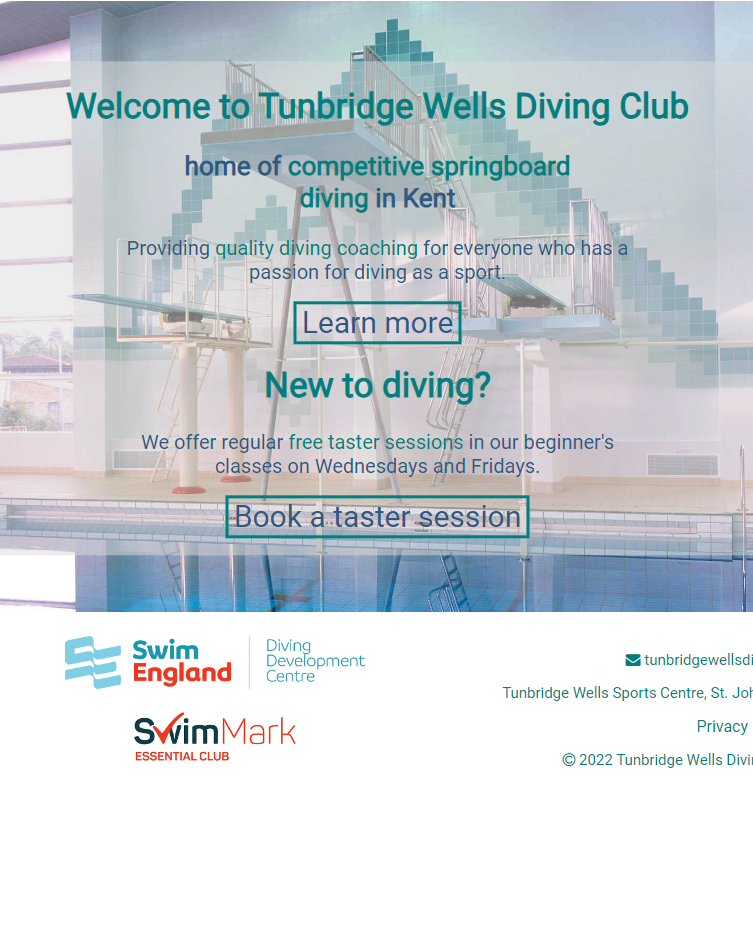 Welcome to Tunbridge Wells Diving Club
home of competitive springboard
diving in Kent
Providing quality diving coaching for everyone who has a
passion for diving as a sport.
Learn more
New to diving?
We offer regular free taster sessions in our beginner's
classes on Wednesdays and Fridays.
Book a taster session
Swim
England
Diving
Development
Centre
SwimMark
ESSENTIAL CLUB
tunbridgewellsdi
Tunbridge Wells Sports Centre, St. Joh
Privacy
© 2022 Tunbridge Wells Divi